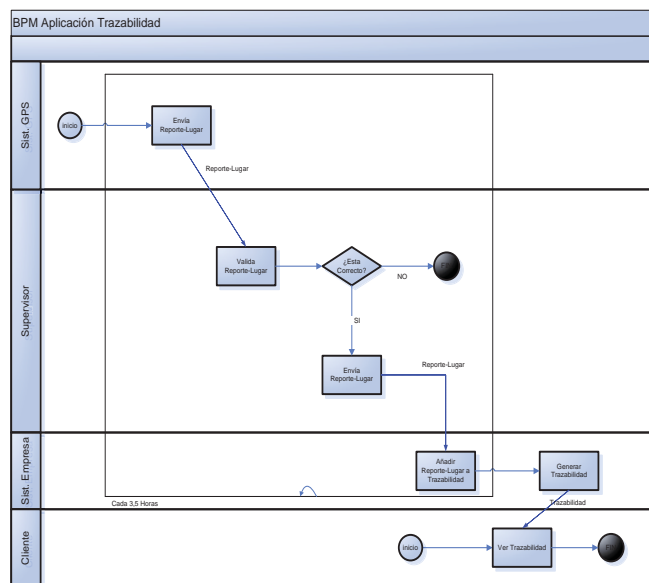 BPM Aplicación Trazabilidad
Sist. GPS
inicio
Envía
Reporte-Lugar
Reporte-Lugar
Supervisor
Valida
Reporte-Lugar
¿Esta
Correcto?
NO
SI
Envía
Reporte-Lugar
Reporte-Lugar
Sist. Empresa
Añadir
Reporte-Lugar a
Trazabilidad
Generar
Trazabilidad
Cada 3,5 Horas
Trazabilidad
Cliente
inicio
Ver Trazabilidad